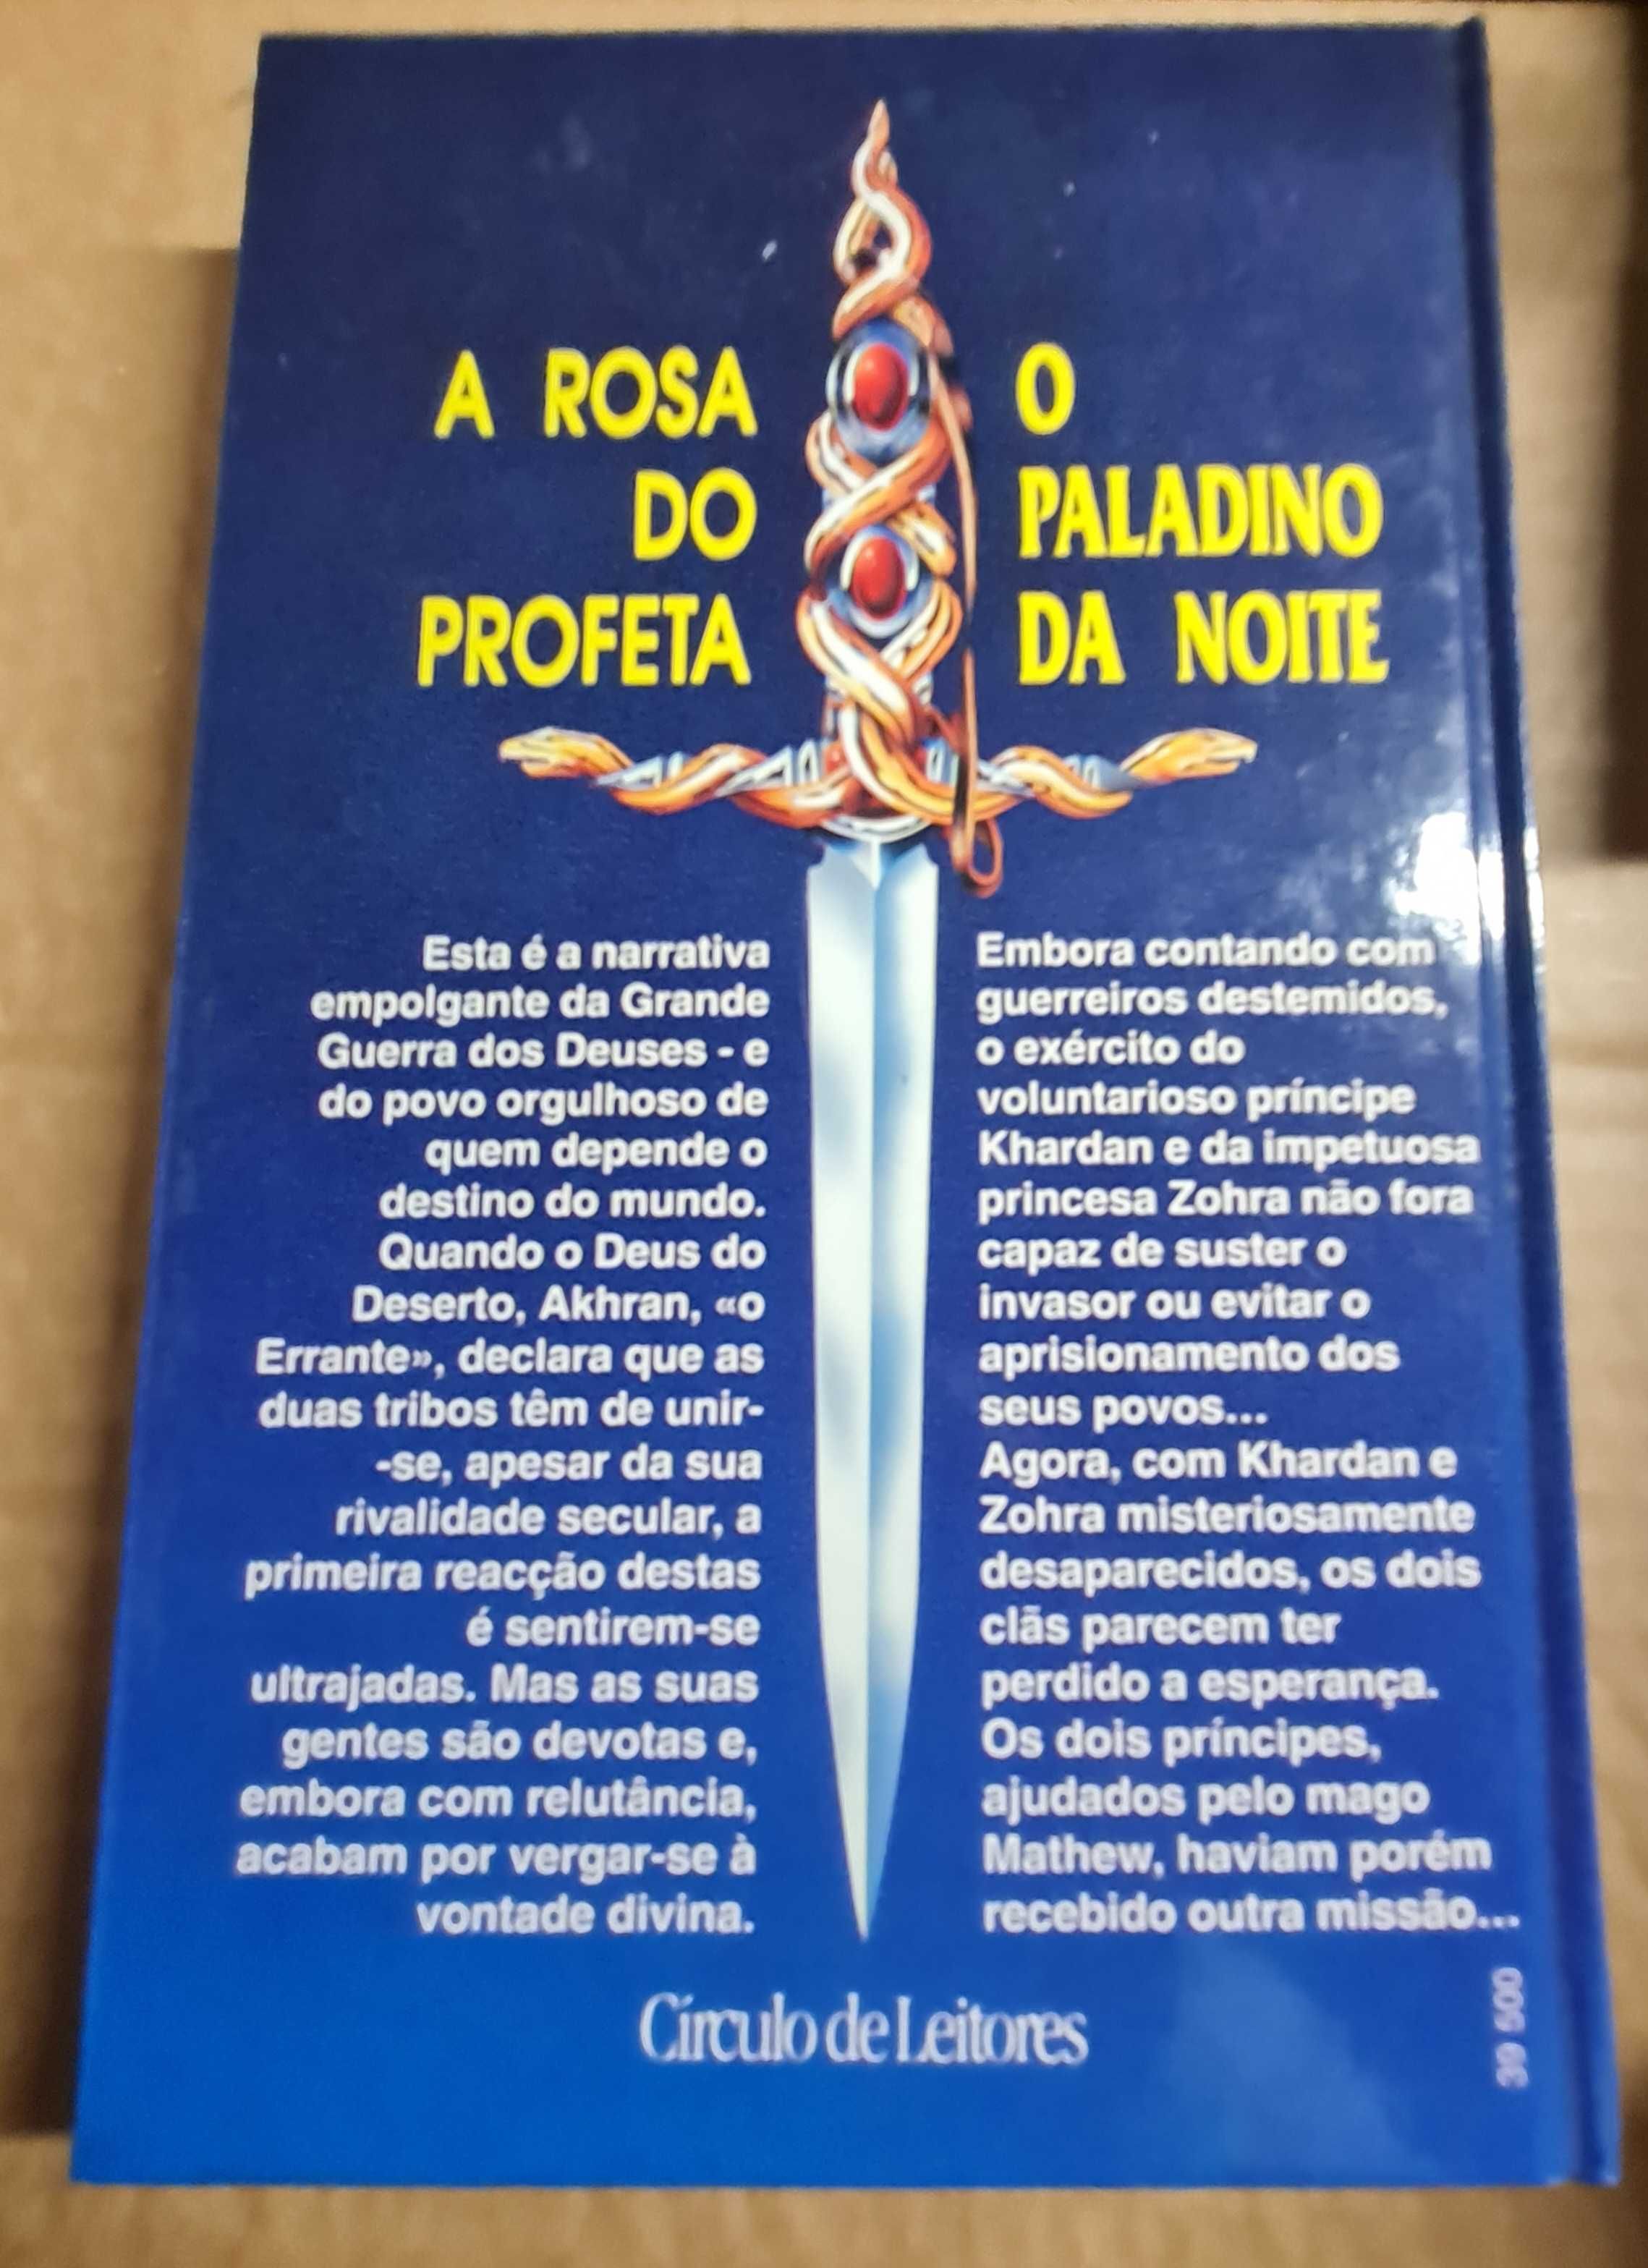 A ROSA
DO
PROFETA
O
PALADINO
DA NOITE
Esta é a narrativa
empolgante da Grande
Guerra dos Deuses - e
do povo orgulhoso de
quem depende o
destino do mundo.
Quando o Deus do
Deserto, Akhran, «o
Errante», declara que as
duas tribos têm de unir-
-se, apesar da sua
rivalidade secular, a
primeira reacção destas
é sentirem-se
ultrajadas. Mas as suas
gentes são devotas e,
embora com relutância,
acabam por vergar-se à
vontade divina.
Embora contando com
guerreiros destemidos,
o exército do
voluntarioso príncipe
Khardan e da impetuosa
princesa Zohra não fora
capaz de suster o
invasor ou evitar o
aprisionamento dos
seus povos...
Agora, com Khardan e
Zohra misteriosamente
desaparecidos, os dois
clãs parecem ter
perdido a esperança.
Os dois príncipes,
ajudados pelo mago
Mathew, haviam porém
recebido outra missão...
Círculo de Leitores
39 500